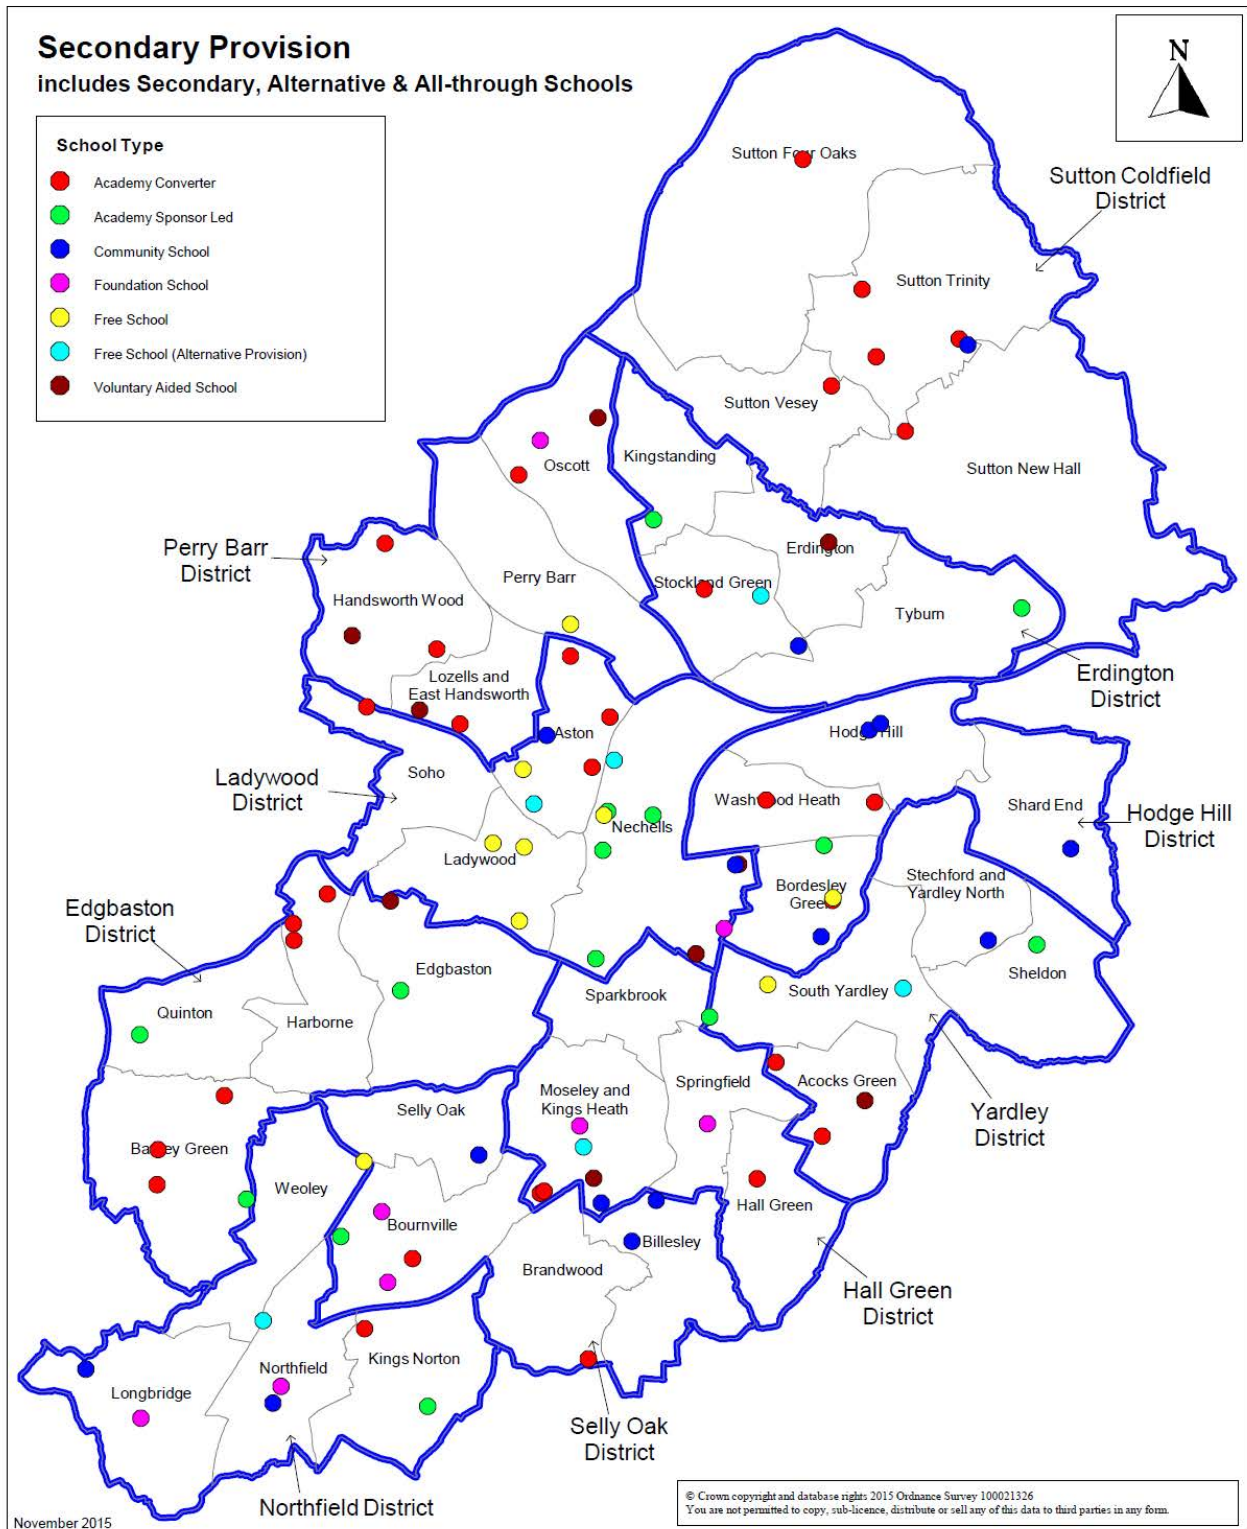 Secondary Provision
includes Secondary, Alternative & All-through Schools
N
School Type
Academy Converter
Academy Sponsor Led
Community School
Foundation School
Free School
Free School (Alternative Provision)
Voluntary Aided School
Sutton Four Oaks
Sutton Coldfield
District
Sutton Trinity
Sutton Vesey
Sutton New Hall
Oscott
Kingstanding
Perry Barr
District
Erdington
Stockland Green
Perry Barr
Handsworth Wood
Tyburn
Lozells and
East Handsworth
Erdington
District
Aston
Hodge Hill
Soho
Ladywood
District
Washwood Heath
Shard End
Hodge Hill
District
Nechells
Ladywood
Bordesley
Green
Stechford and
Yardley North
Edgbaston
District
Edgbaston
Sparkbrook
South Yardley
Sheldon
Quinton
Harborne
Springfield
Acocks Green
Moseley and
Kings Heath
Selly Oak
Yardley
District
Bartley Green
Weoley
Hall Green
Bournville
Billesley
Brandwood
Hall Green
District
Kings Norton
Northfield
Longbridge
Selly Oak
District
Northfield District
© Crown copyright and database rights 2015 Ordnance Survey 100021326
You are not permitted to copy, sub-licence, distribute or sell any of this data to third parties in any form.
November 2015